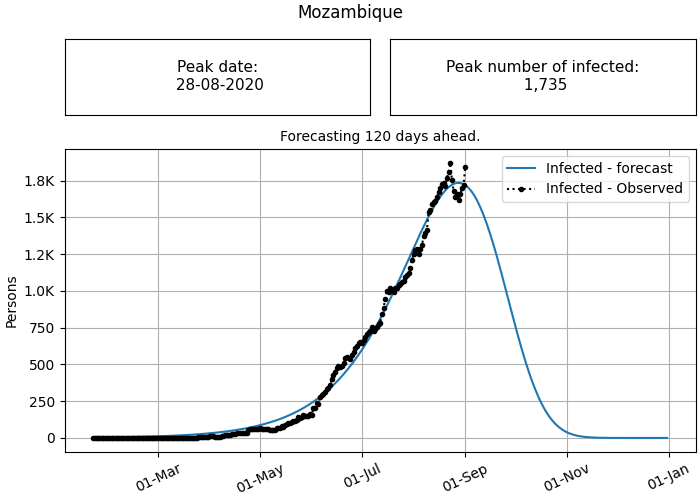 Mozambique
Peak date:
28-08-2020
Peak number of infected:
1,735
Forecasting 120 days ahead.
Infected - forecast
Infected - Observed
1.8K
1.5K
1.2K
1.0K
750
500
250
0
Persons
01-Mar
01-May
01-Jul
01-Sep
01-Nov
01-Jan